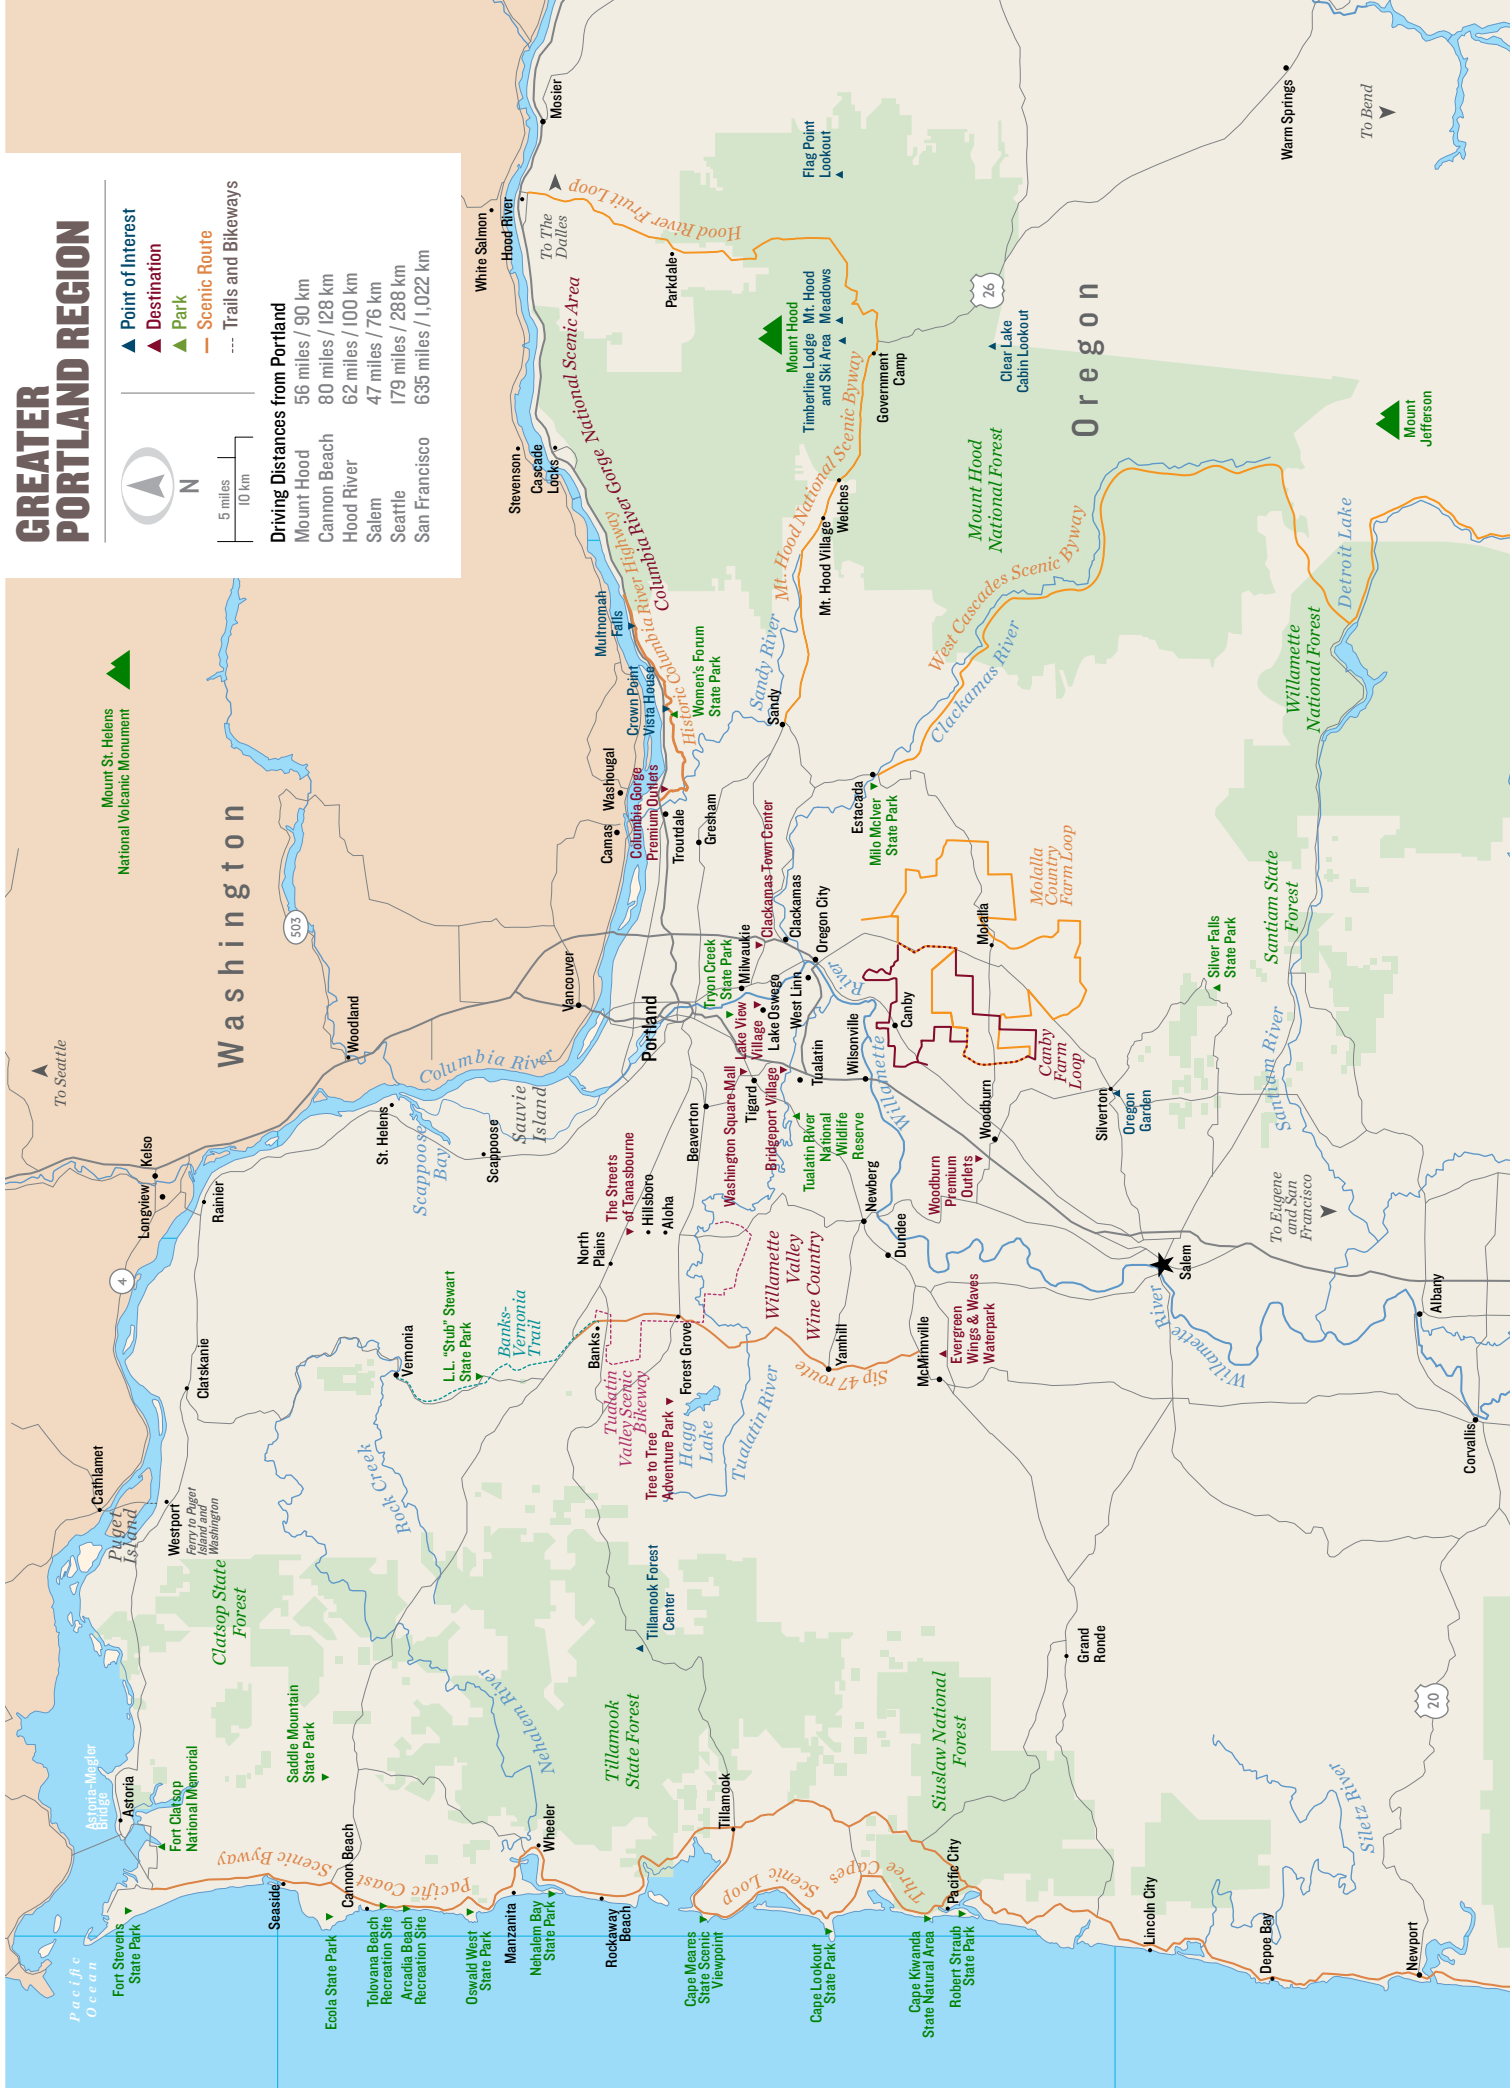 GREATER
PORTLAND REGION
N
5 miles
10 km
Point of Interest
Destination
Park
Scenic Route
Trails and Bikeways
Driving Distances from Portland
Mount Hood 56 miles / 90 km
Cannon Beach 80 miles / 128 km
Hood River 62 miles / 100 km
Salem 47 miles / 76 km
Seattle 179 miles / 288 km
San Francisco 635 miles / 1,022 km
Washington
To Seattle
Mount St. Helens
National Volcanic Monument
503
4
Cathlamet
Puget
Island
Westport
Ferry to Puget
Island and
Washington
Clatskanie
Longview
Kelso
Rainier
Woodland
St. Helens
Scappoose
Bay
Scappoose
Sauvie
Island
Columbia River
Vancouver
Camas
Washougal
Stevenson
Cascade
Locks
White Salmon
Hood River
Mosier
To The
Dalles
Hood River Fruit Loop
Parkdale
Columbia River Gorge National Scenic Area
Historic Columbia River Highway
Multnomah
Falls
Crown Point
Vista House
Women's Forum
State Park
Columbia Gorge
Premium Outlets
Troutdale
Gresham
Portland
Pacific
Ocean
Astoria-Megler
Bridge
Astoria
Fort Stevens
State Park
Fort Clatsop
National Memorial
Clatsop State
Forest
Saddle Mountain
State Park
Seaside
Pacific Coast Scenic Byway
Ecola State Park
Cannon Beach
Tolovana Beach
Recreation Site
Arcadia Beach
Recreation Site
Oswald West
State Park
Manzanita
Nehalem Bay
State Park
Wheeler
Nehalem River
Rockaway
Beach
Rock Creek
Vernonia
L.L. "Stub" Stewart
State Park
Banks-
Vernonia
Trail
Banks
North
Plains
The Streets
of Tanasbourne
Hillsboro
Aloha
Beaverton
Tualatin
Valley Scenic
Bikeway
Tree to Tree
Adventure Park
Forest Grove
Hagg
Lake
Tualatin River
Tillamook Forest
Center
Tillamook
State Forest
Tillamook
Cape Meares
State Scenic
Viewpoint
Cape Lookout
State Park
Three Capes
Scenic Loop
Cape Kiwanda
State Natural Area
Robert Straub
State Park
Pacific City
Siuslaw National
Forest
Grand
Ronde
Lincoln City
Depoe Bay
Siletz River
Newport
20
Corvallis
Albany
Washington Square Mall
Tigard
Bridgeport Village
Lake View
Village
Lake Oswego
Tryon Creek
State Park
Milwaukie
Clackamas Town Center
Clackamas
Oregon City
West Linn
Tualatin
Tualatin River
National
Wildlife
Reserve
Wilsonville
Willamette
River
Canby
Canby
Farm
Loop
Molalla
Molalla
Country
Farm Loop
Newberg
Dundee
Willamette
Valley
Wine Country
Yamhill
Sip 47 route
McMinnville
Evergreen
Wings & Waves
Waterpark
Woodburn
Premium
Outlets
Woodburn
Silverton
Oregon
Garden
Silver Falls
State Park
Salem
Willamette River
To Eugene
and San
Francisco
Santiam River
Santiam State
Forest
Willamette
National Forest
Detroit Lake
Sandy
Sandy River
Estacada
Milo McIver
State Park
Clackamas River
West Cascades Scenic Byway
Mt. Hood National Scenic Byway
Mt. Hood Village
Welches
Government
Camp
Mount Hood
Timberline Lodge
and Ski Area
Mt. Hood
Meadows
Flag Point
Lookout
Clear Lake
Cabin Lookout
26
Mount Hood
National Forest
Oregon
Mount
Jefferson
Warm Springs
To Bend